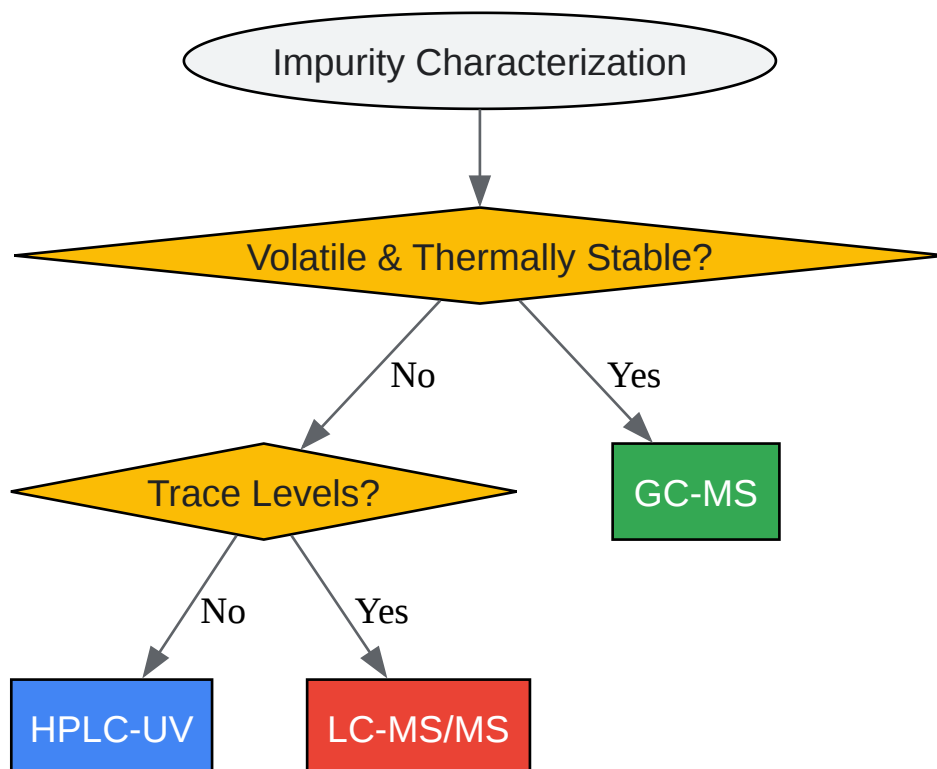 Impurity Characterization
Volatile & Thermally Stable?
No
Yes
Trace Levels?
GC-MS
No
Yes
HPLC-UV
LC-MS/MS